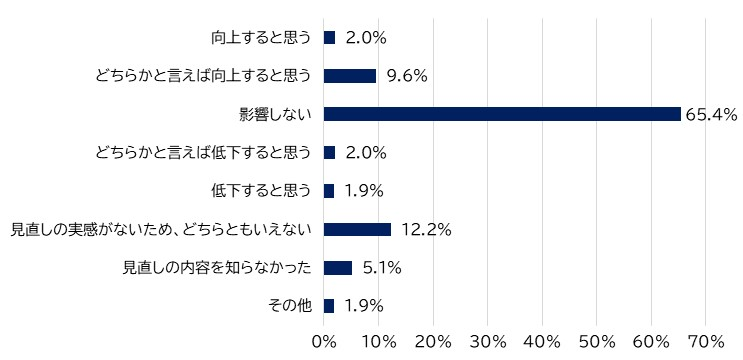 向上すると思う 2.0%
どちらかと言えば向上すると思う 9.6%
影響しない 65.4%
どちらかと言えば低下すると思う 2.0%
低下すると思う 1.9%
見直しの実感がないため、どちらともいえない 12.2%
見直しの内容を知らなかった 5.1%
その他 1.9%
0% 10% 20% 30% 40% 50% 60% 70%